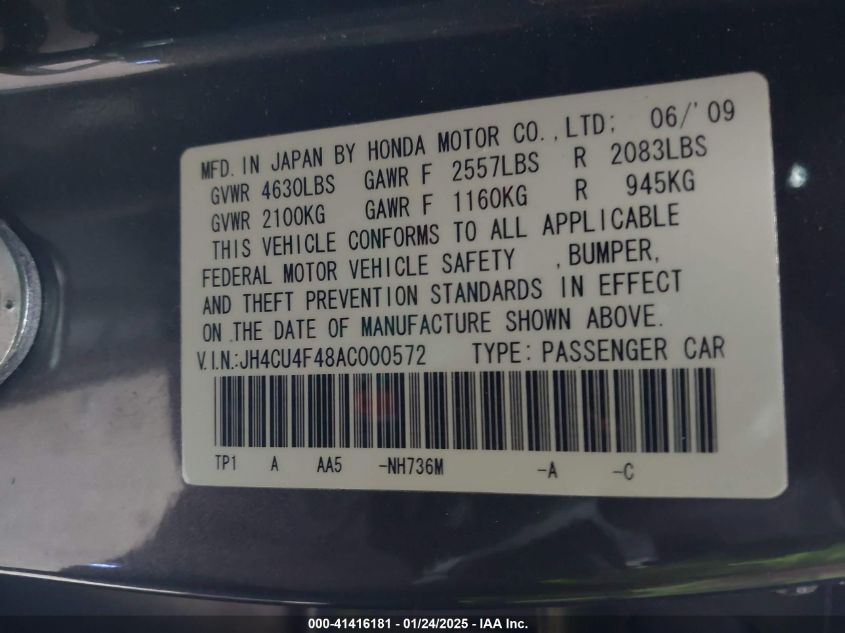 MFD. IN JAPAN BY HONDA MOTOR CO., LTD; 06/'09
GVWR 4630LBS GAWR F 2557LBS R 2083LBS
GVWR 2100KG GAWR F 1160KG R 945KG
THIS VEHICLE CONFORMS TO ALL APPLICABLE
FEDERAL MOTOR VEHICLE SAFETY , BUMPER,
AND THEFT PREVENTION STANDARDS IN EFFECT
ON THE DATE OF MANUFACTURE SHOWN ABOVE.
V.I.N.:JH4CU4F48AC000572 TYPE: PASSENGER CAR
TP1 A AA5 -NH736M -A -C
000-41416181 - 01/24/2025 - IAA Inc.